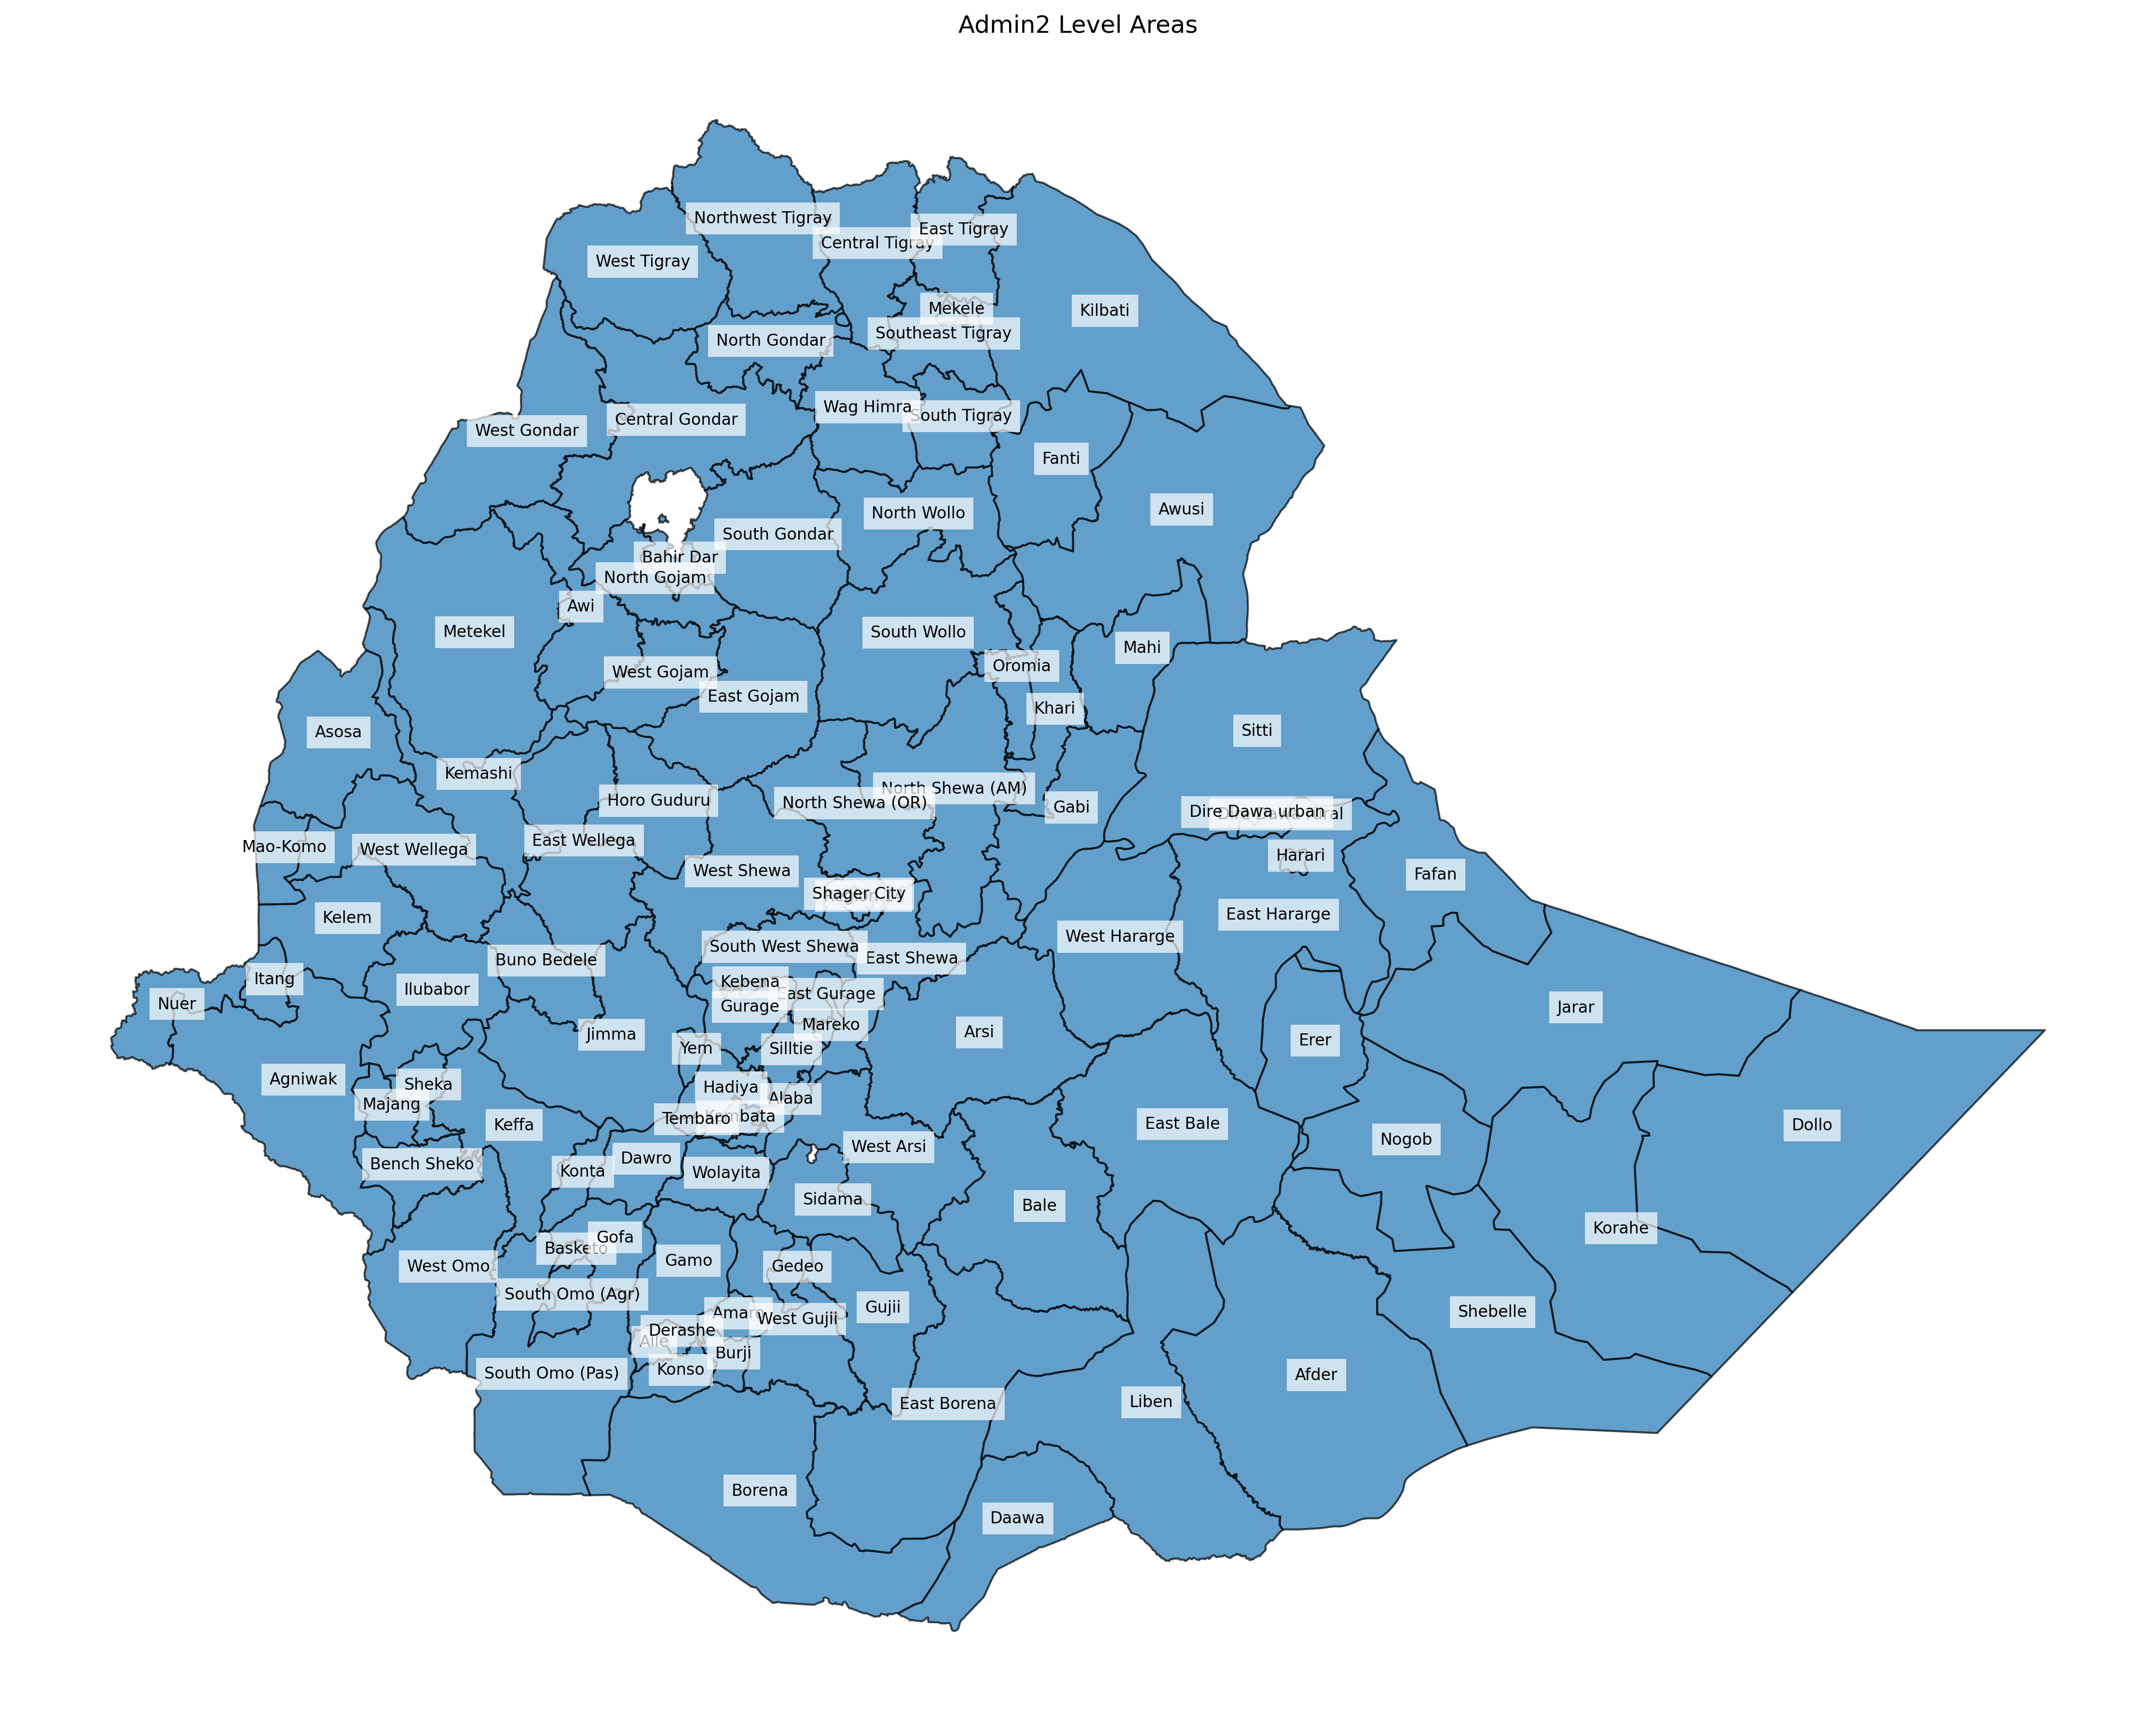 Admin2 Level Areas
Northwest Tigray
East Tigray
Central Tigray
West Tigray
Mekele
Kilbati
Southeast Tigray
North Gondar
Wag Himra
South Tigray
Central Gondar
West Gondar
Fanti
Awusi
North Wollo
South Gondar
Bahir Dar
North Gojam
Awi
Metekel
South Wollo
Mahi
Oromia
West Gojam
East Gojam
Khari
Sitti
Asosa
Kemashi
North Shewa (AM)
Horo Guduru
North Shewa (OR)
Gabi
Dire Dawa urban
East Wellega
Mao-Komo
West Wellega
Harari
West Shewa
Fafan
Shager City
Kelem
East Hararge
West Hararge
South West Shewa
East Shewa
Buno Bedele
Itang
Kebena
Ilubabor
East Gurage
Nuer
Gurage
Jarar
Mareko
Arsi
Jimma
Erer
Yem
Silltie
Agniwak
Sheka
Hadiya
Alaba
Majang
Kembata
Tembaro
Keffa
East Bale
Dollo
Nogob
West Arsi
Dawro
Bench Sheko
Konta
Wolayita
Sidama
Bale
Korahe
Gofa
Basketo
Gamo
West Omo
Gedeo
South Omo (Agr)
Gujii
Shebelle
Amaro
West Gujii
Derashe
Alle
Burji
Konso
South Omo (Pas)
Afder
Liben
East Borena
Borena
Daawa